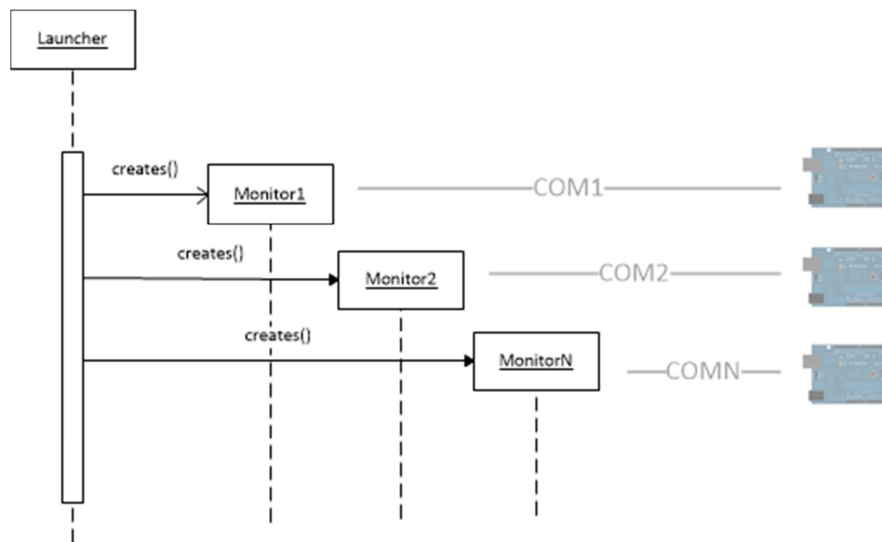 Launcher
creates()
Monitor1
COM1
creates()
Monitor2
COM2
creates()
MonitorN
COMN